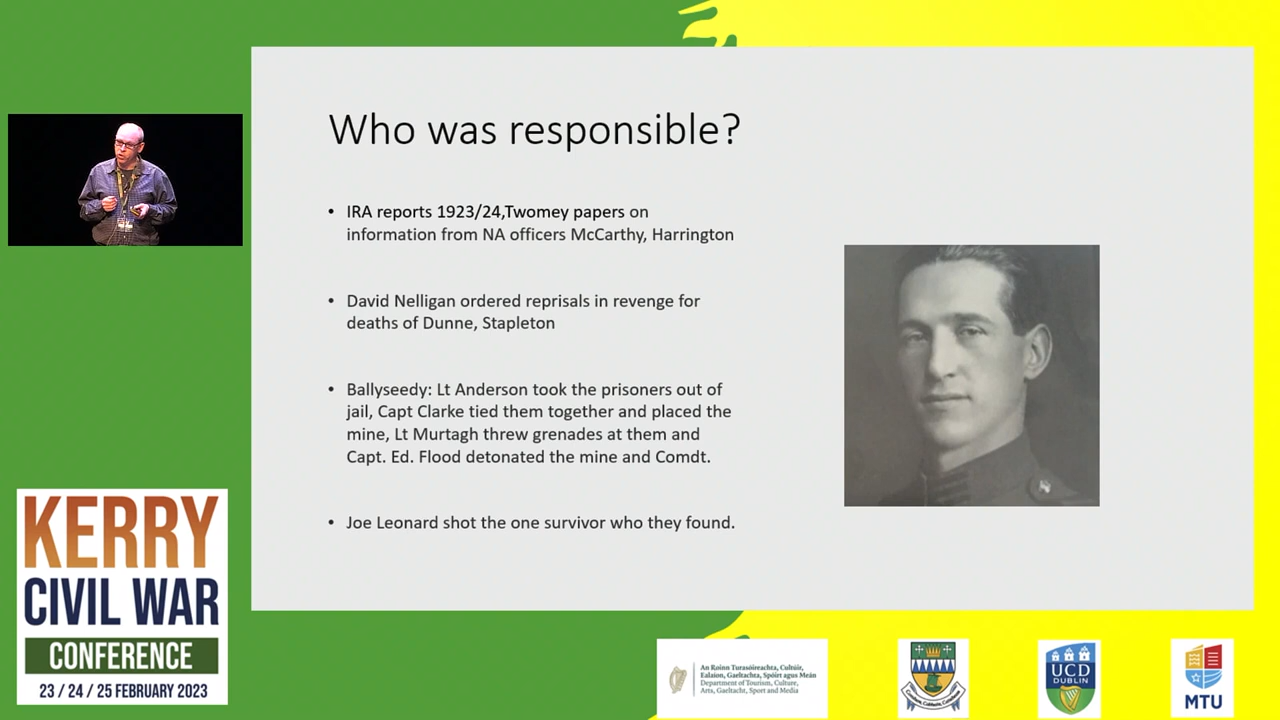 Who was responsible?
• IRA reports 1923/24,Twomey papers on
information from NA officers McCarthy, Harrington
• David Nelligan ordered reprisals in revenge for
deaths of Dunne, Stapleton
• Ballyseedy: Lt Anderson took the prisoners out of
jail, Capt Clarke tied them together and placed the
mine, Lt Murtagh threw grenades at them and
Capt. Ed. Flood detonated the mine and Comdt.
• Joe Leonard shot the one survivor who they found.
KERRY
CIVIL WAR
CONFERENCE
23 / 24 / 25 FEBRUARY 2023
An Roinn Turasóireachta, Cultúir,
Ealaíon, Gaeltachta, Spóirt agus Meán
Department of Tourism, Culture,
Arts, Gaeltacht, Sport and Media
UCD
DUBLIN
MTU